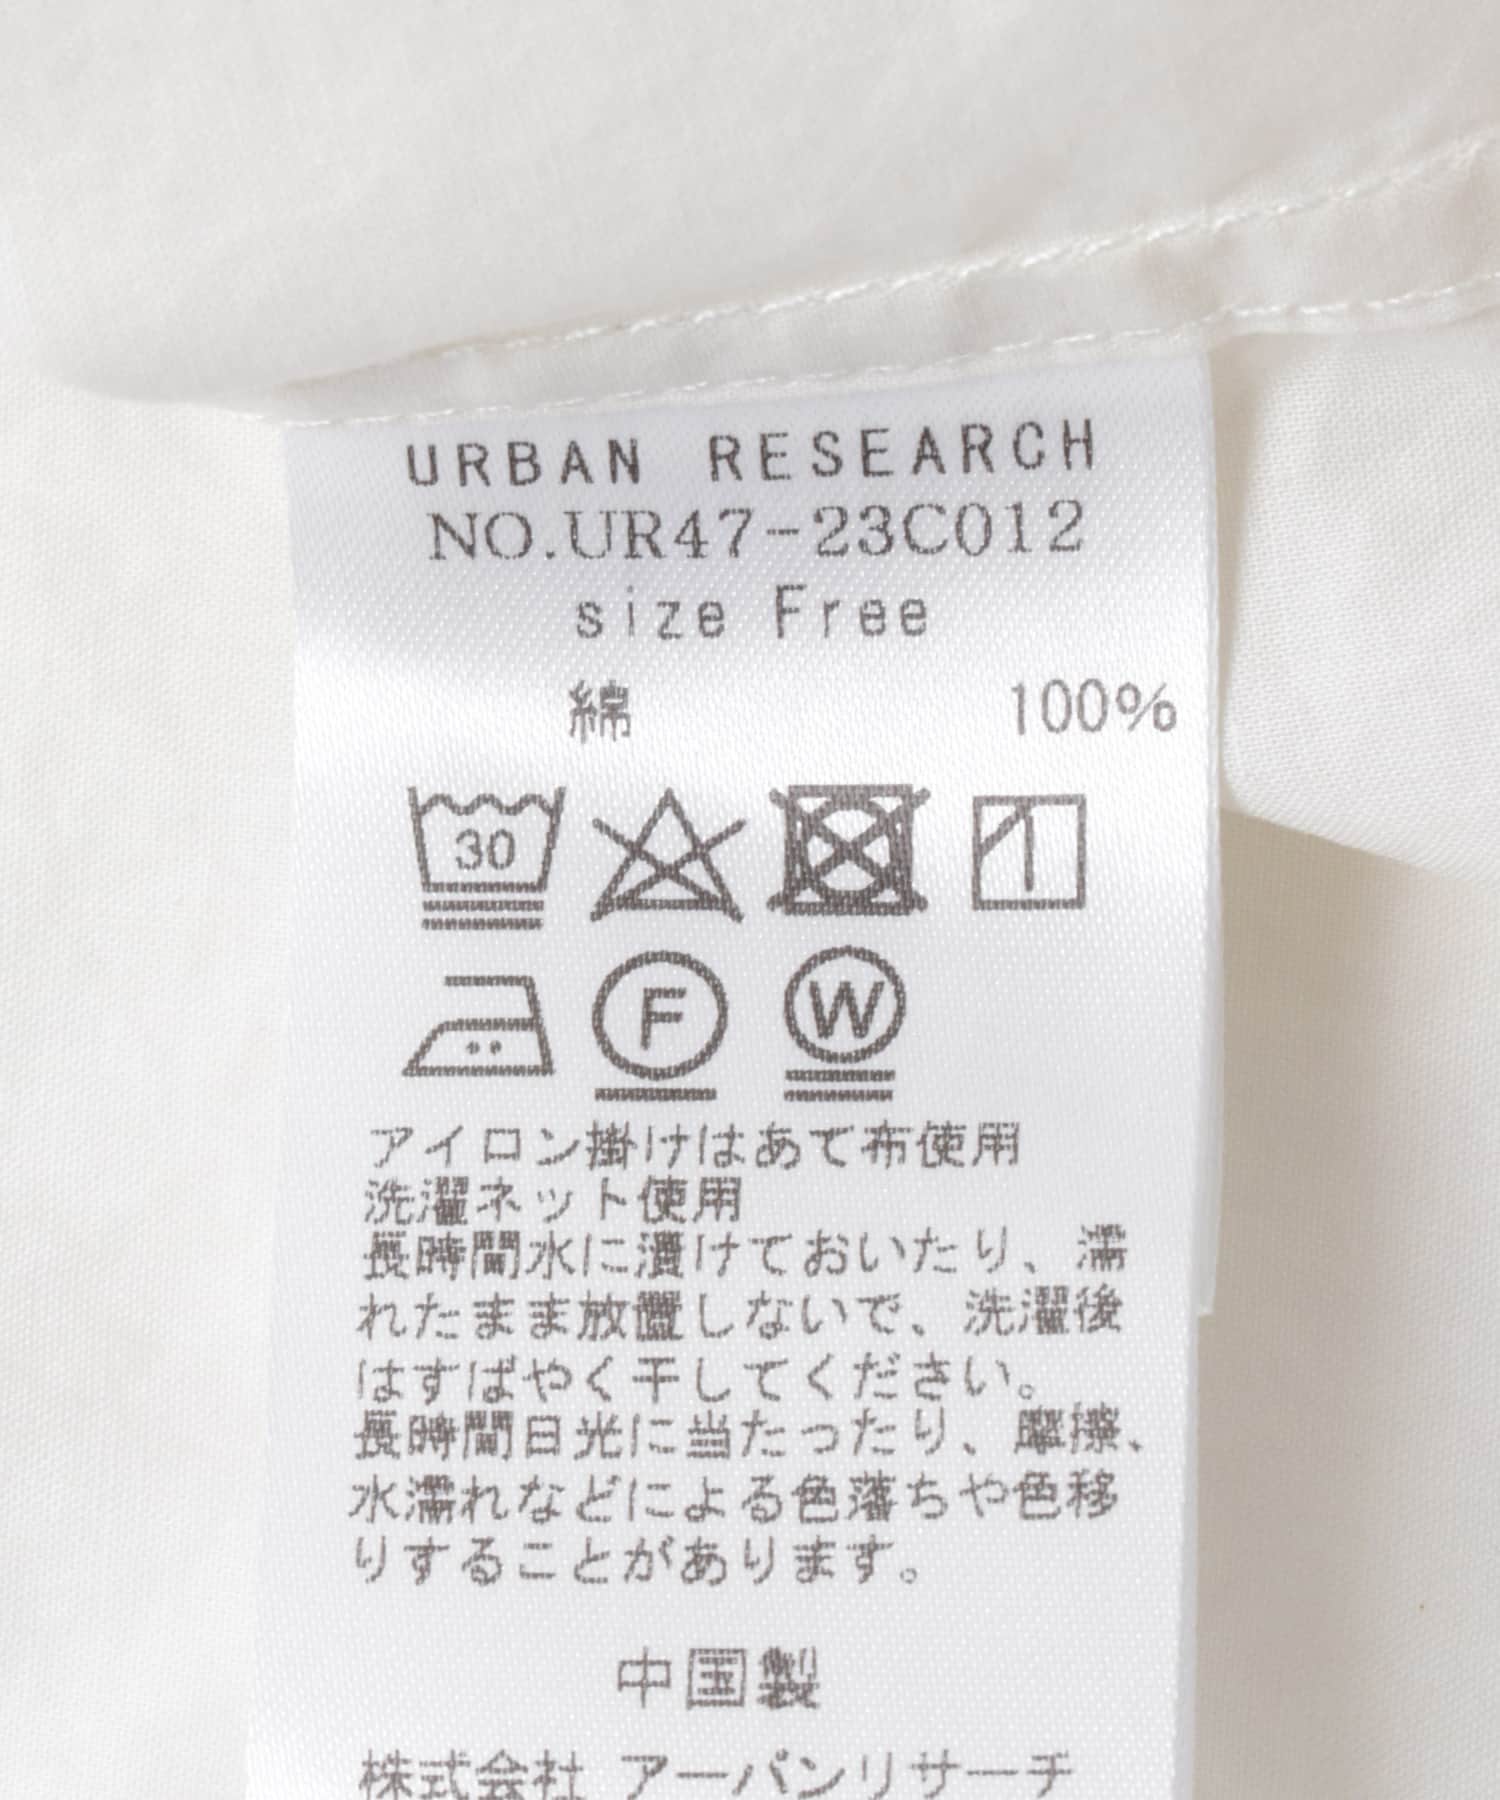 URBAN RESEARCH
NO.UR47-23C012
size Free
綿 100%
30
F W
アイロン掛けはあて布使用
洗濯ネット使用
長時間水に漬けておいたり、濡
れたまま放置しないで、洗濯後
はすばやく干してください。
長時間日光に当たったり、摩擦、
水濡れなどによる色落ちや色移
りすることがあります。
中国製
株式会社 アーバンリサーチ